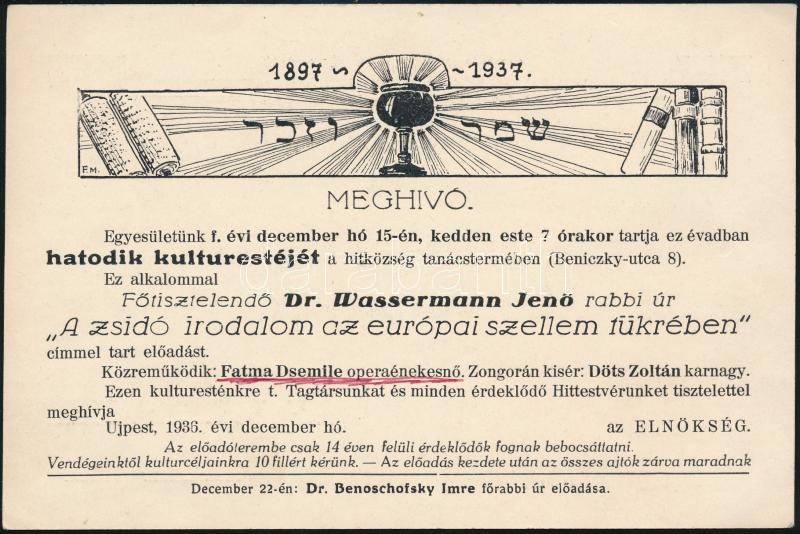 1897 ~ ~ 1937.
שמר וזכר
F.M.
MEGHIVÓ.
Egyesületünk f. évi december hó 15-én, kedden este 7 órakor tartja ez évadban
hatodik kulturestéjét a hitközség tanácstermében (Beniczky-utca 8).
Ez alkalommal
Főtisztelendő Dr. Wassermann Jenő rabbi úr
„A zsidó irodalom az európai szellem tükrében"
címmel tart előadást.
Közreműködik: Fatma Dsemile operaénekesnő. Zongorán kisér: Döts Zoltán karnagy.
Ezen kulturesténkre t. Tagtársunkat és minden érdeklődő Hittestvérünket tisztelettel
meghívja
Ujpest, 1936. évi december hó. az ELNÖKSÉG.
Az előadóterembe csak 14 éven felüli érdeklődők fognak bebocsáttatni.
Vendégeinktől kulturcéljainkra 10 fillért kérünk. — Az előadás kezdete után az összes ajtók zárva maradnak
December 22-én: Dr. Benoschofsky Imre főrabbi úr előadása.